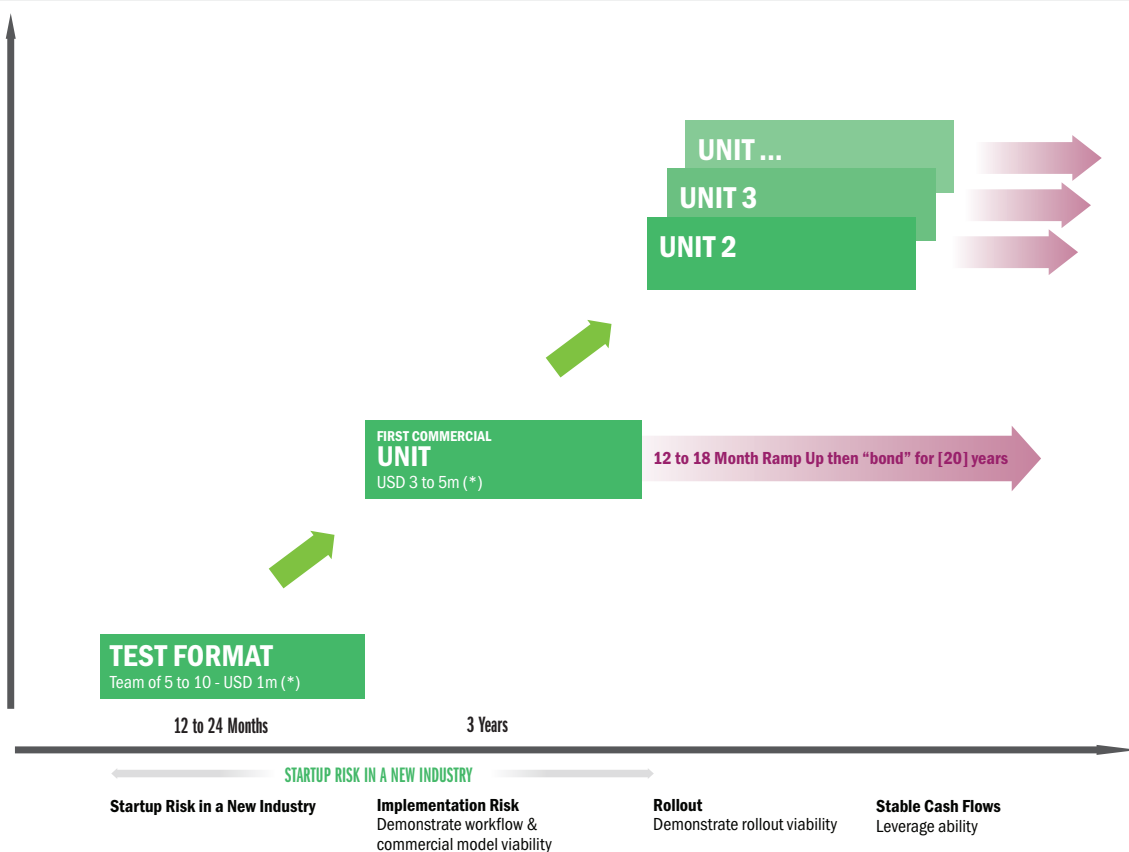 UNIT ...
UNIT 3
UNIT 2
FIRST COMMERCIAL
UNIT
USD 3 to 5m (*)
12 to 18 Month Ramp Up then “bond” for [20] years
TEST FORMAT
Team of 5 to 10 - USD 1m (*)
12 to 24 Months
3 Years
STARTUP RISK IN A NEW INDUSTRY
Startup Risk in a New Industry
Implementation Risk
Demonstrate workflow &
commercial model viability
Rollout
Demonstrate rollout viability
Stable Cash Flows
Leverage ability